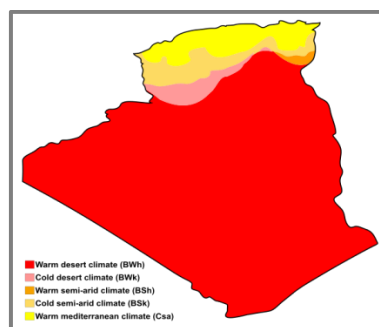 Warm desert climate (BWh)
Cold desert climate (BWk)
Warm semi-arid climate (BSh)
Cold semi-arid climate (BSk)
Warm mediterranean climate (Csa)